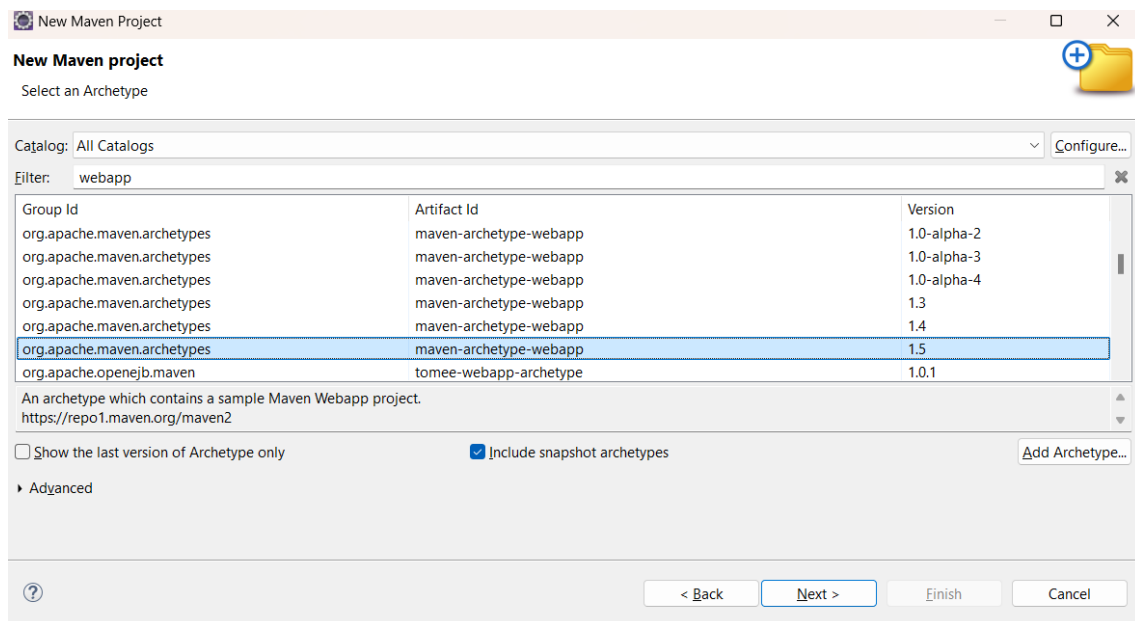 New Maven Project
New Maven project
Select an Archetype
Catalog: All Catalogs Configure...
Filter: webapp
Group Id Artifact Id Version
org.apache.maven.archetypes maven-archetype-webapp 1.0-alpha-2
org.apache.maven.archetypes maven-archetype-webapp 1.0-alpha-3
org.apache.maven.archetypes maven-archetype-webapp 1.0-alpha-4
org.apache.maven.archetypes maven-archetype-webapp 1.3
org.apache.maven.archetypes maven-archetype-webapp 1.4
org.apache.maven.archetypes maven-archetype-webapp 1.5
org.apache.openejb.maven tomee-webapp-archetype 1.0.1
An archetype which contains a sample Maven Webapp project.
https://repo1.maven.org/maven2
Show the last version of Archetype only Include snapshot archetypes Add Archetype...
Advanced
? < Back Next > Finish Cancel